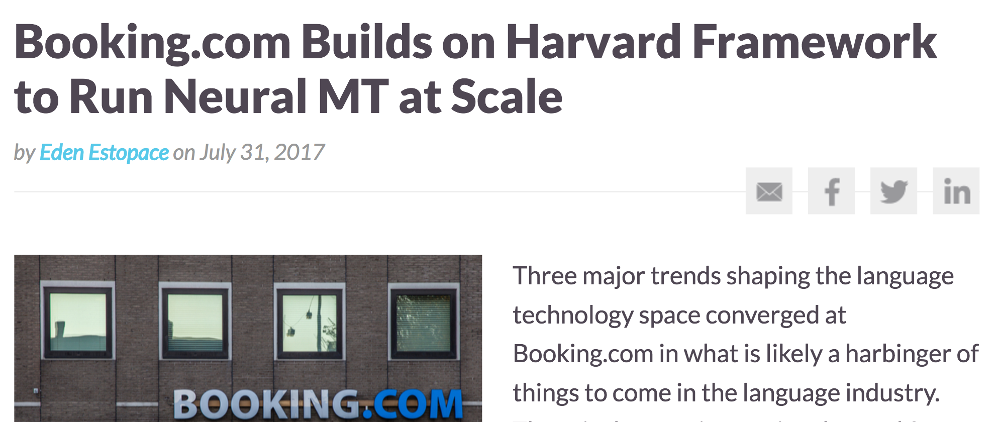 Booking.com Builds on Harvard Framework
to Run Neural MT at Scale
by Eden Estopace on July 31, 2017
Three major trends shaping the language
technology space converged at
Booking.com in what is likely a harbinger of
things to come in the language industry.
BOOKING.COM